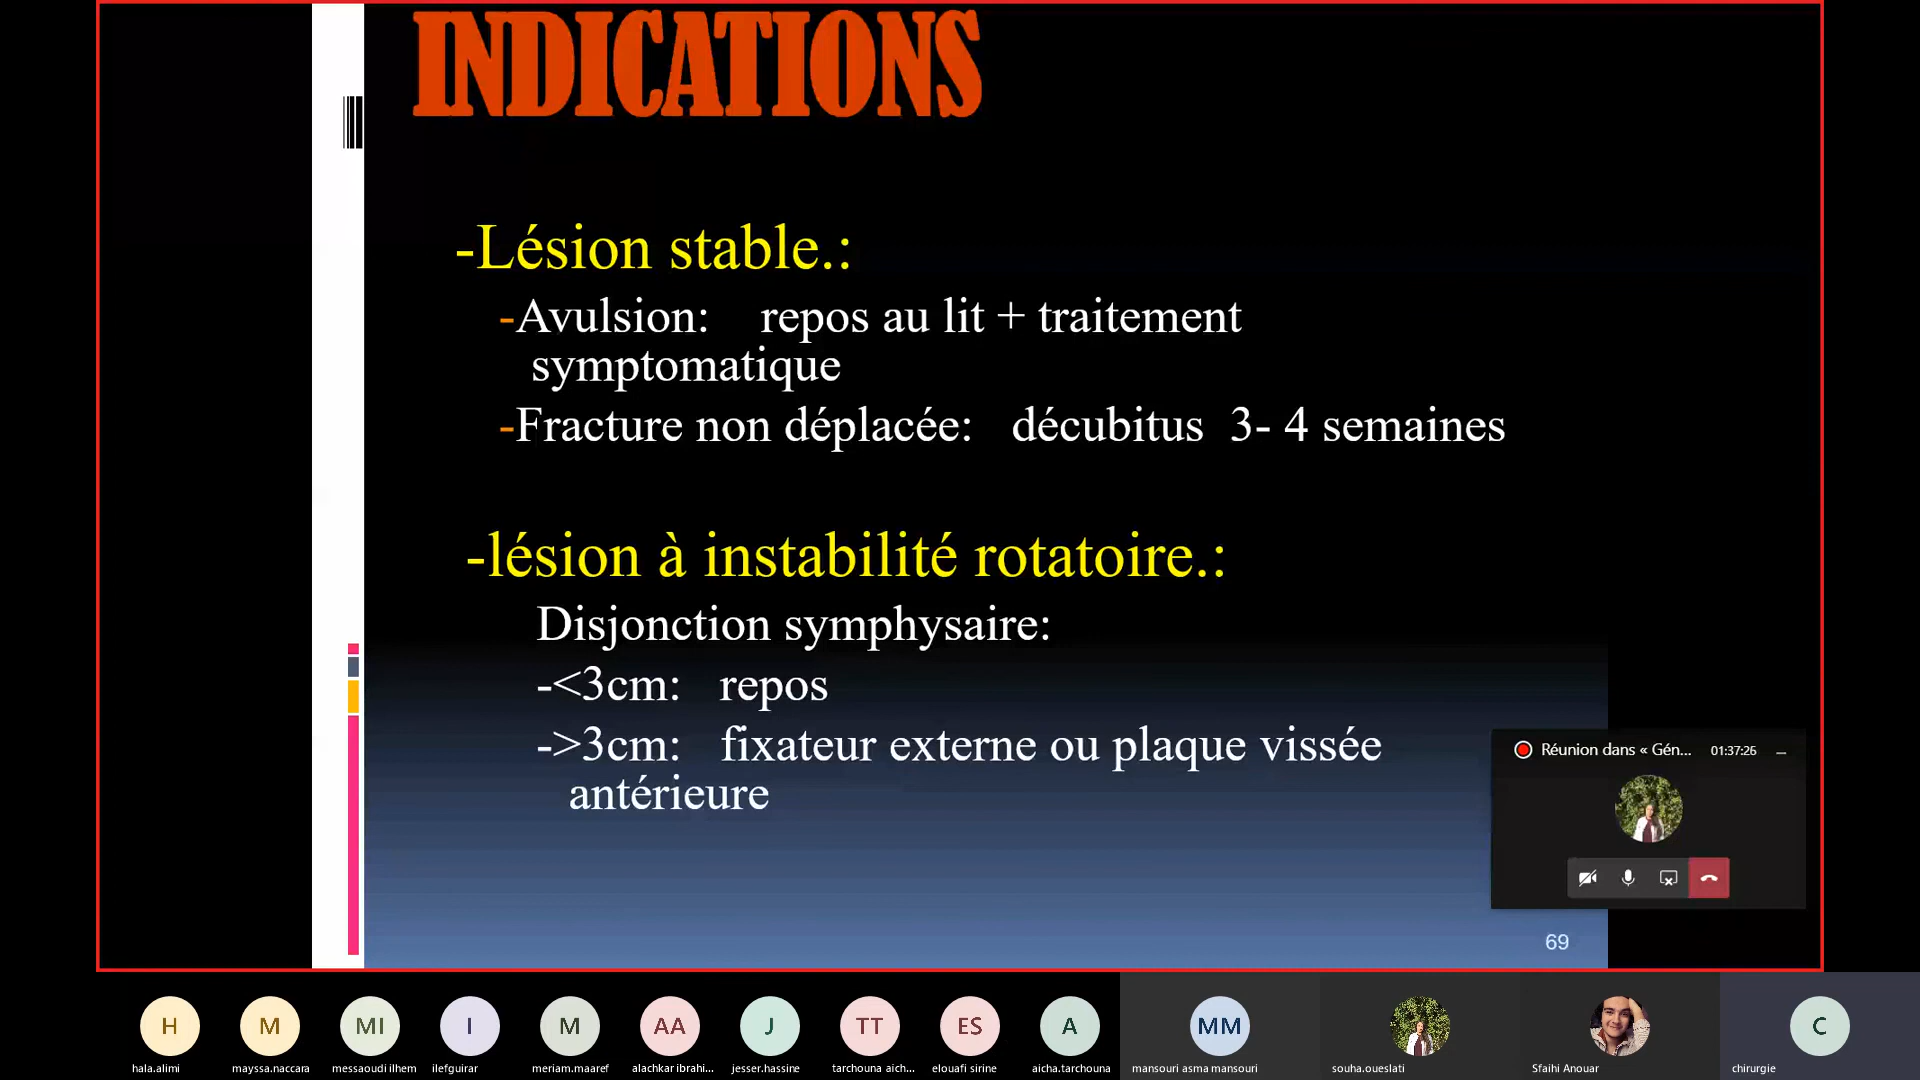 INDICATIONS
-Lésion stable.:
-Avulsion: repos au lit + traitement
symptomatique
-Fracture non déplacée: décubitus 3- 4 semaines
-lésion à instabilité rotatoire.:
Disjonction symphysaire:
-<3cm: repos
->3cm: fixateur externe ou plaque vissée
antérieure
Réunion dans « Gén... 01:37:26
69
H M MI I M AA J TT ES A MM C
hala.alimi mayssa.naccara messaoudi ilhem ilefguirar meriam.maaref alachkar ibrahi... jesser.hassine tarchouna aich... elouafi sirine aicha.tarchouna mansouri asma mansouri souha.oueslati Sfaihi Anouar chirurgie